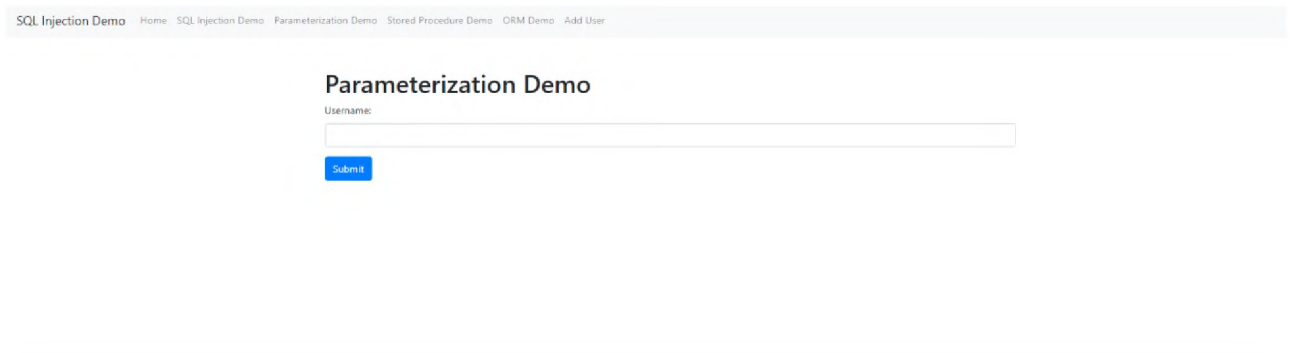 SQL Injection Demo Home SQL Injection Demo Parameterization Demo Stored Procedure Demo ORM Demo Add User
Parameterization Demo
Username:
Submit